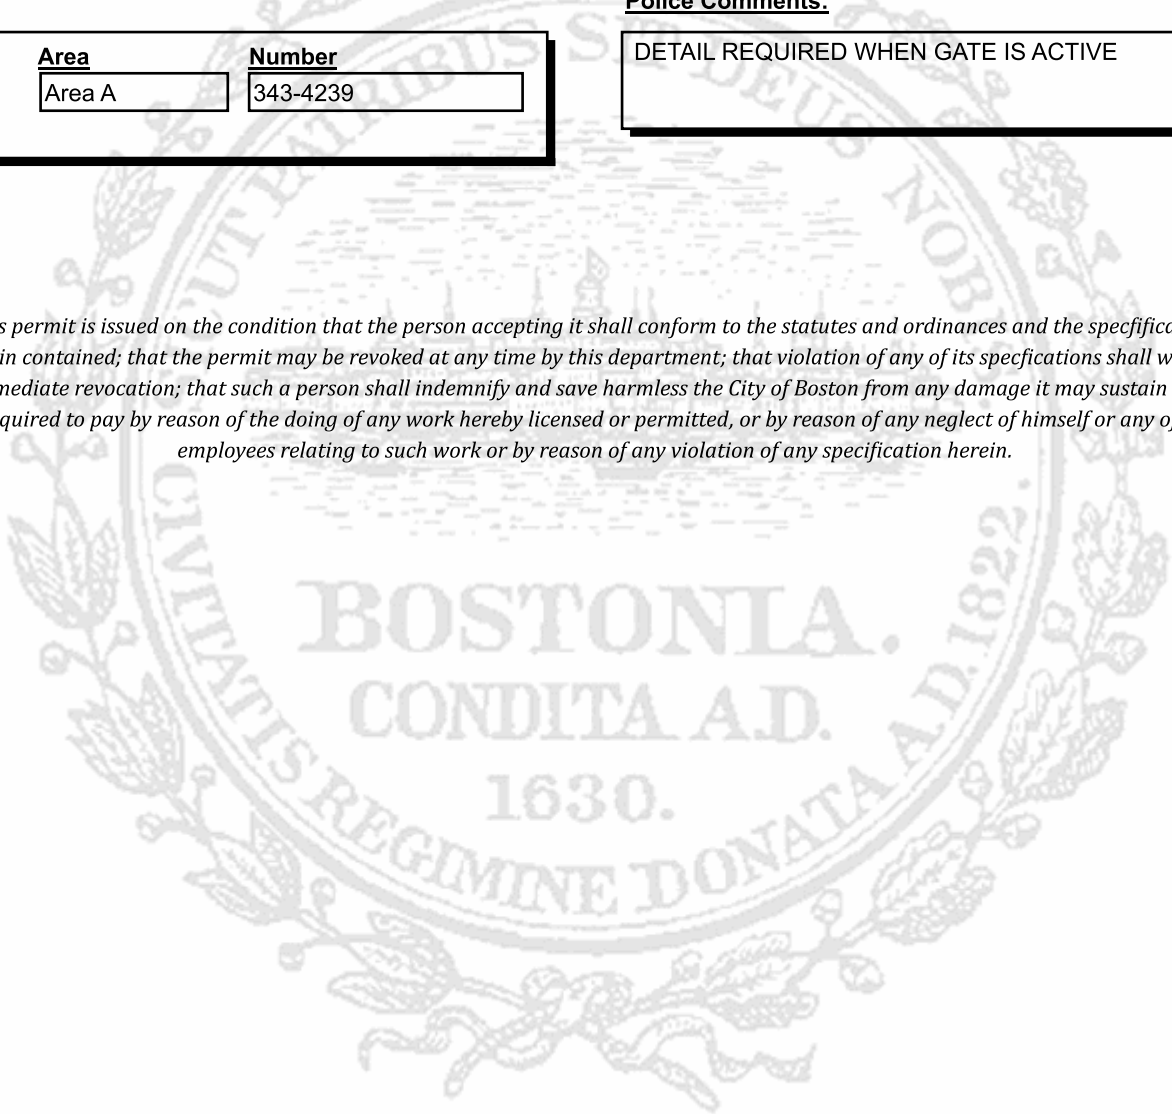 Police Comments:
Area Number
DETAIL REQUIRED WHEN GATE IS ACTIVE
Area A 343-4239
s permit is issued on the condition that the person accepting it shall conform to the statutes and ordinances and the specfifica
in contained; that the permit may be revoked at any time by this department; that violation of any of its specfications shall w
mediate revocation; that such a person shall indemnify and save harmless the City of Boston from any damage it may sustain
quired to pay by reason of the doing of any work hereby licensed or permitted, or by reason of any neglect of himself or any o
employees relating to such work or by reason of any violation of any specification herein.
SICUT PATRIBUS SIT DEUS NOBIS
BOSTONIA.
CONDITA A.D.
1630.
CIVITATIS REGIMINE DONATA A.D. 1822.